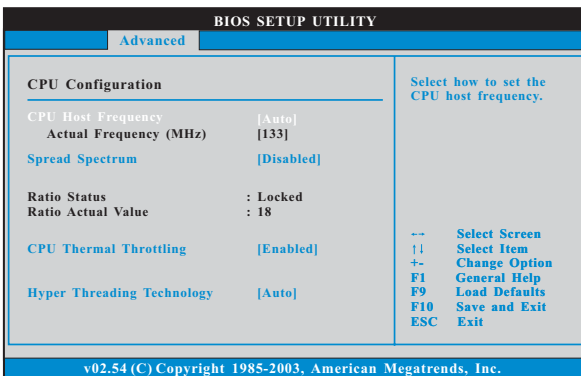 BIOS SETUP UTILITY
Advanced
CPU Configuration
CPU Host Frequency [Auto]
Actual Frequency (MHz) [133]
Spread Spectrum [Disabled]
Ratio Status : Locked
Ratio Actual Value : 18
CPU Thermal Throttling [Enabled]
Hyper Threading Technology [Auto]
Select how to set the
CPU host frequency.
←→ Select Screen
↑↓ Select Item
+- Change Option
F1 General Help
F9 Load Defaults
F10 Save and Exit
ESC Exit
v02.54 (C) Copyright 1985-2003, American Megatrends, Inc.